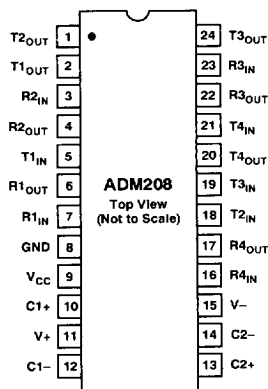 T2OUT 1
T1OUT 2
R2IN 3
R2OUT 4
T1IN 5
R1OUT 6
R1IN 7
GND 8
VCC 9
C1+ 10
V+ 11
C1– 12
ADM208
Top View
(Not to Scale)
24 T3OUT
23 R3IN
22 R3OUT
21 T4IN
20 T4OUT
19 T3IN
18 T2IN
17 R4OUT
16 R4IN
15 V–
14 C2–
13 C2+